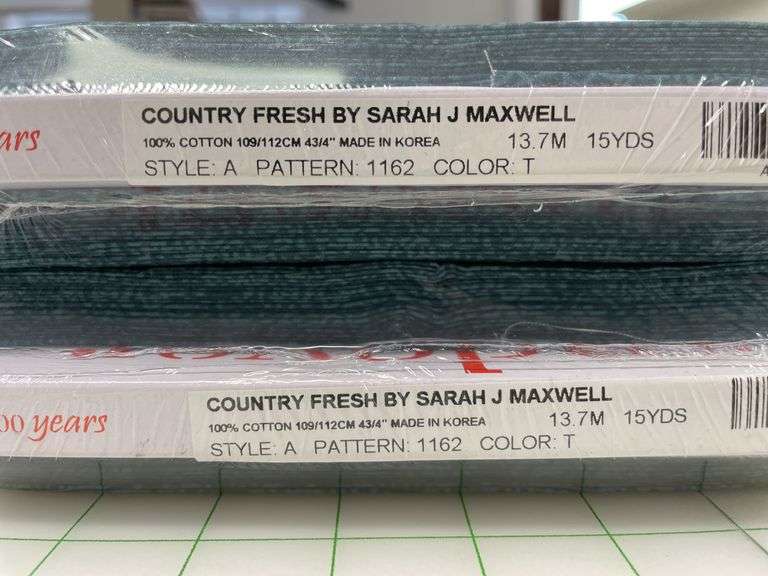 COUNTRY FRESH BY SARAH J MAXWELL
ars
100% COTTON 109/112CM 43/4" MADE IN KOREA 13.7M 15YDS
STYLE: A PATTERN: 1162 COLOR: T
A
COUNTRY FRESH BY SARAH J MAXWELL
00 years
100% COTTON 109/112CM 43/4" MADE IN KOREA 13.7M 15YDS
STYLE: A PATTERN: 1162 COLOR: T